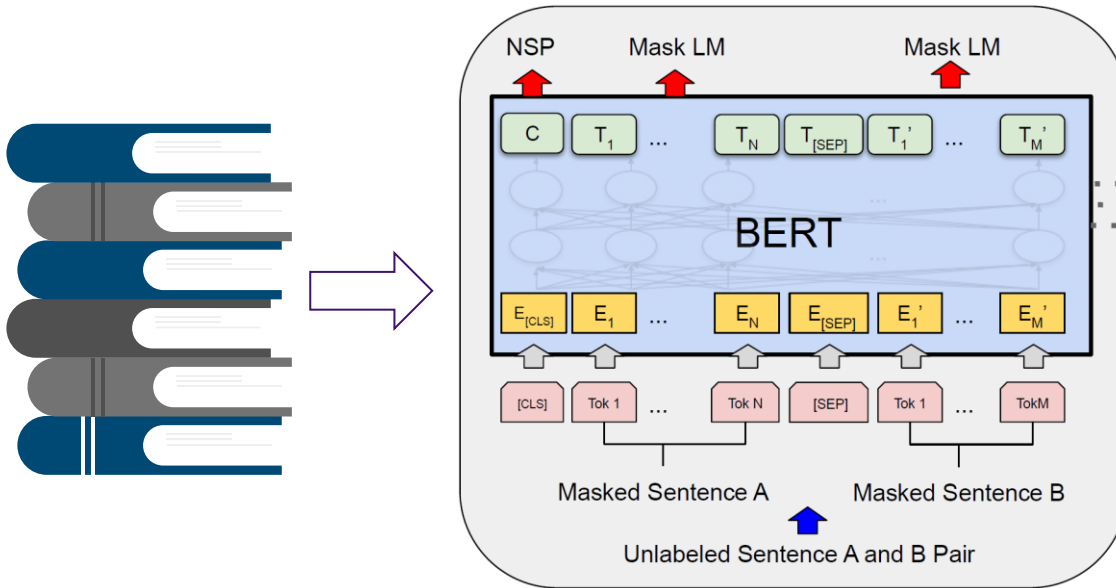 NSP Mask LM Mask LM
C T1 ... TN T[SEP] T1' ... TM'
...
BERT
...
E[CLS] E1 ... EN E[SEP] E1' ... EM'
[CLS] Tok 1 ... Tok N [SEP] Tok 1 ... TokM
Masked Sentence A Masked Sentence B
Unlabeled Sentence A and B Pair